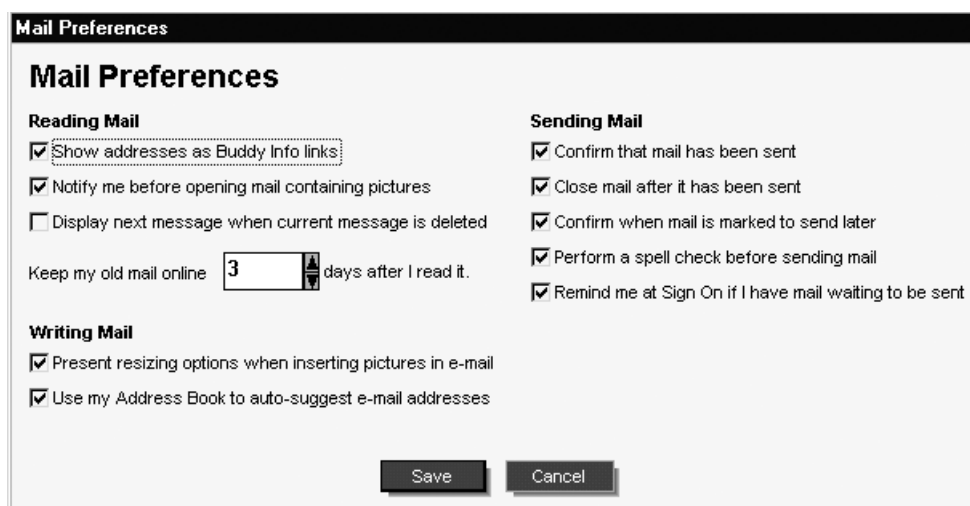 Mail Preferences
Mail Preferences
Reading Mail
Show addresses as Buddy Info links
Notify me before opening mail containing pictures
Display next message when current message is deleted
Keep my old mail online 3 days after I read it.
Writing Mail
Present resizing options when inserting pictures in e-mail
Use my Address Book to auto-suggest e-mail addresses
Sending Mail
Confirm that mail has been sent
Close mail after it has been sent
Confirm when mail is marked to send later
Perform a spell check before sending mail
Remind me at Sign On if I have mail waiting to be sent
Save
Cancel